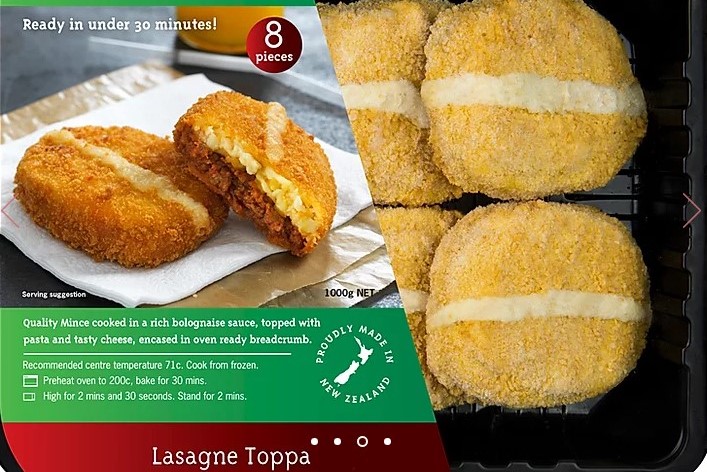 Ready in under 30 minutes!
8
pieces
Serving suggestion
1000g NET
Quality Mince cooked in a rich bolognaise sauce, topped with
pasta and tasty cheese, encased in oven ready breadcrumb.
Recommended centre temperature 71c. Cook from frozen.
Preheat oven to 200c, bake for 30 mins.
High for 2 mins and 30 seconds. Stand for 2 mins.
PROUDLY MADE IN
NEW ZEALAND
Lasagne Toppa